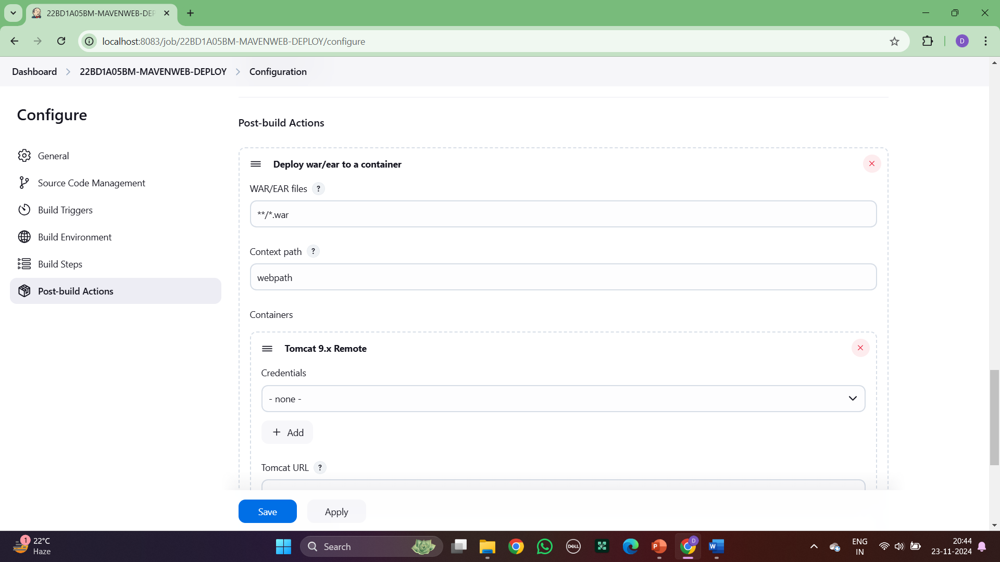 22BD1A05BM-MAVENWEB-DEP
localhost:8083/job/22BD1A05BM-MAVENWEB-DEPLOY/configure
D
Dashboard > 22BD1A05BM-MAVENWEB-DEPLOY > Configuration
Configure
General
Source Code Management
Build Triggers
Build Environment
Build Steps
Post-build Actions
Post-build Actions
Deploy war/ear to a container
WAR/EAR files ?
**/*.war
Context path ?
webpath
Containers
Tomcat 9.x Remote
Credentials
- none -
+ Add
Tomcat URL ?
Save
Apply
1
22°C
Haze
Search
DELL
P
D
W
ENG
IN
20:44
23-11-2024